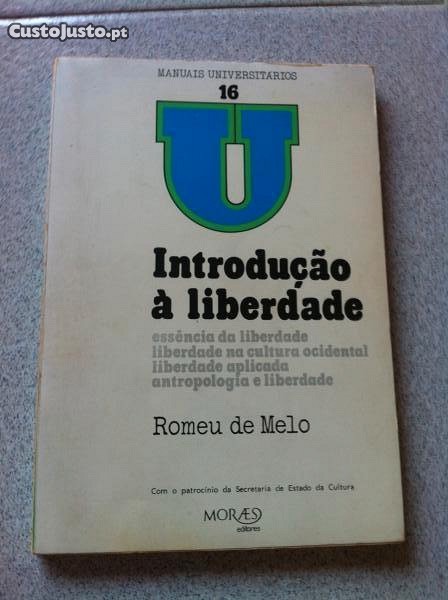 CustoJusto.pt
MANUAIS UNIVERSITÁRIOS
16
U
Introdução
à liberdade
essência da liberdade
liberdade na cultura ocidental
liberdade aplicada
antropologia e liberdade
Romeu de Melo
Com o patrocínio da Secretaria de Estado da Cultura
MORÆS
editores